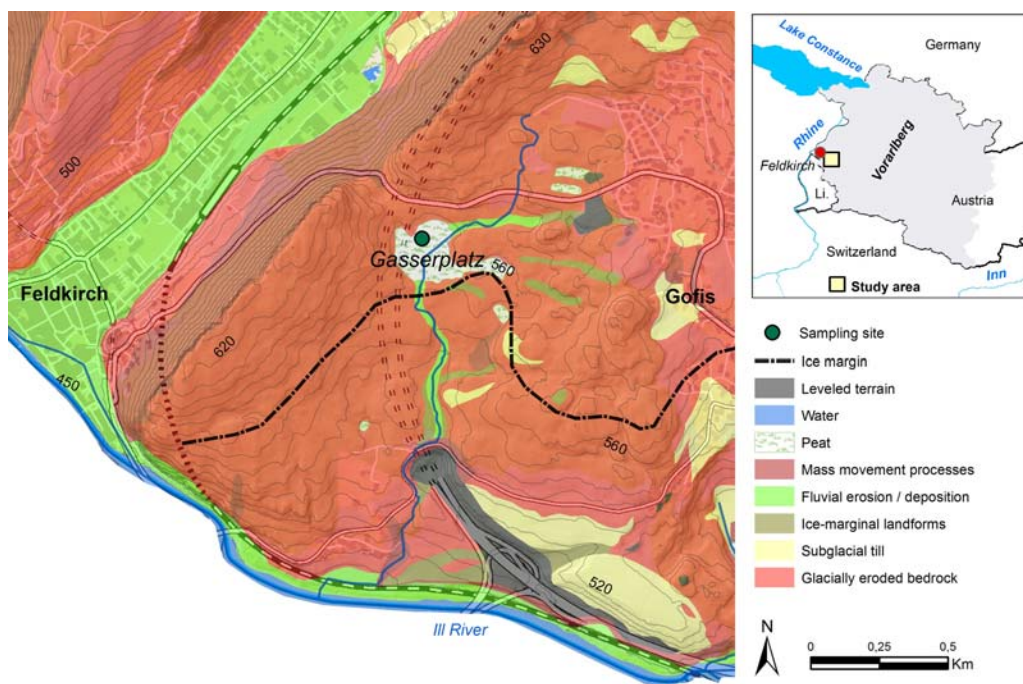 630
500
Gasserplatz
560
Feldkirch
Gofis
620
450
560
520
Ill River
Lake Constance
Germany
Rhine
Vorarlberg
Feldkirch
Li.
Austria
Switzerland
Inn
Study area
Sampling site
Ice margin
Leveled terrain
Water
Peat
Mass movement processes
Fluvial erosion / deposition
Ice-marginal landforms
Subglacial till
Glacially eroded bedrock
N
0 0,25 0,5
Km